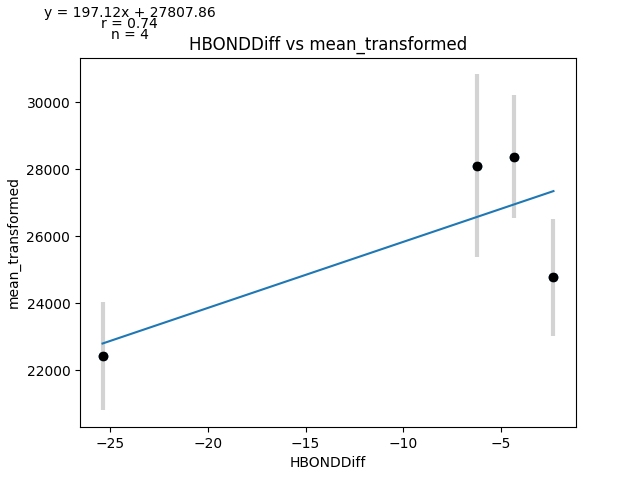 y = 197.12x + 27807.86
r = 0.74
n = 4
HBONDDiff vs mean_transformed
30000
28000
26000
24000
22000
mean_transformed
−25
−20
−15
−10
−5
HBONDDiff